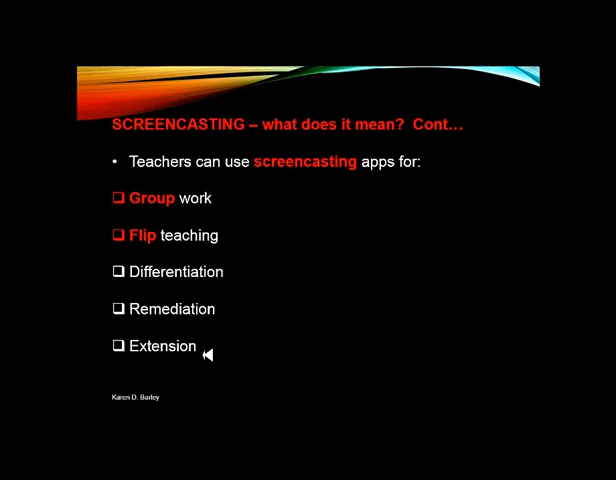 SCREENCASTING – what does it mean? Cont…
• Teachers can use screencasting apps for:
❑ Group work
❑ Flip teaching
❑ Differentiation
❑ Remediation
❑ Extension
Karen D. Barley